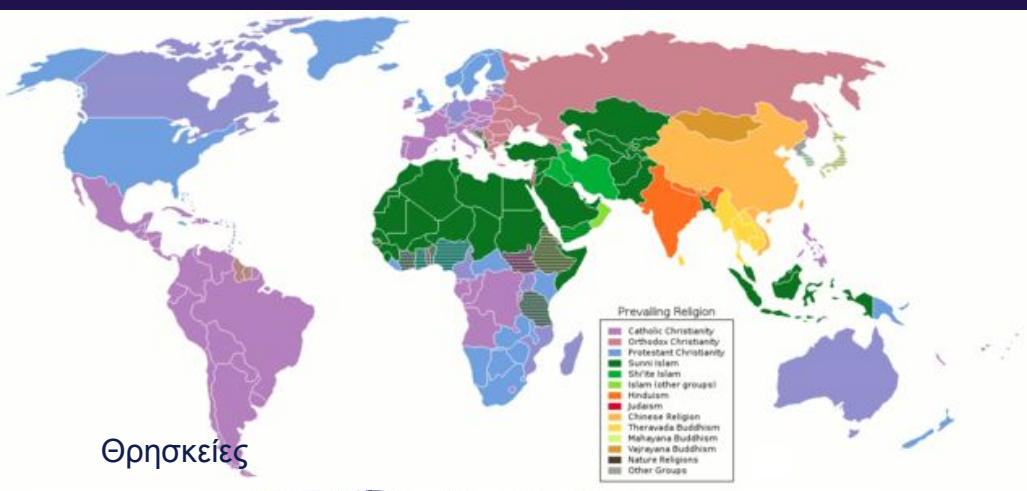 Prevailing Religion
Catholic Christianity
Orthodox Christianity
Protestant Christianity
Sunni Islam
Shi'ite Islam
Islam (other groups)
Hinduism
Judaism
Chinese Religion
Theravada Buddhism
Mahayana Buddhism
Vajrayana Buddhism
Nature Religions
Other Groups
Θρησκείες